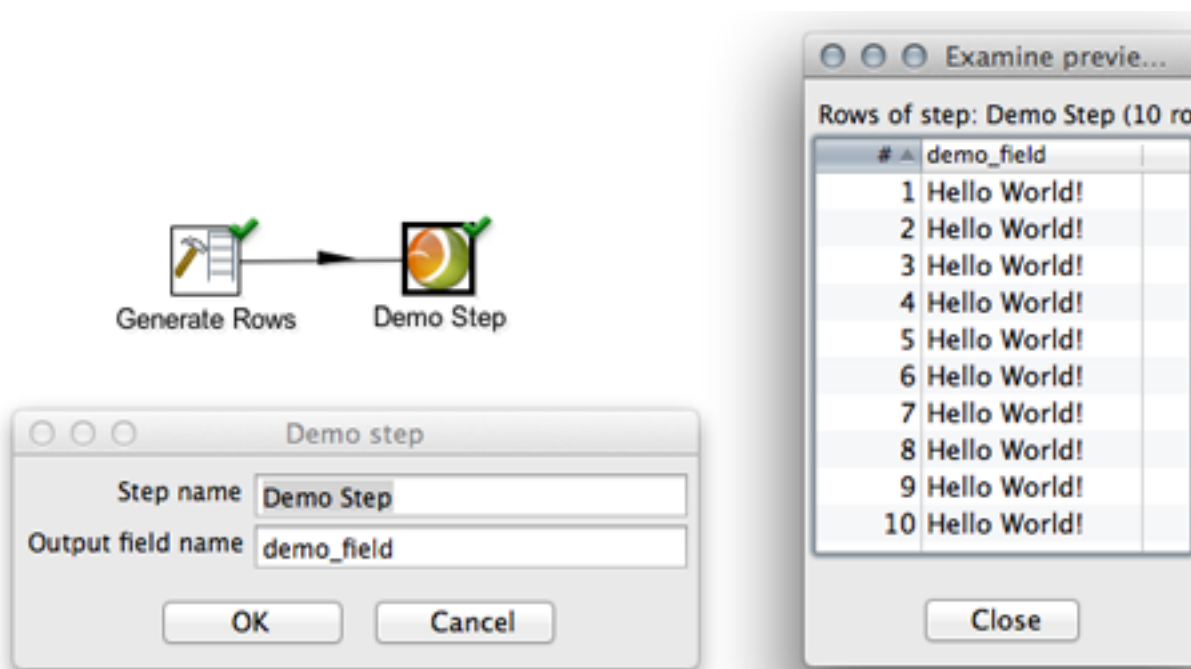 Generate Rows
Demo Step
Demo step
Step name Demo Step
Output field name demo_field
OK Cancel
Examine previe...
Rows of step: Demo Step (10 ro
# demo_field
1 Hello World!
2 Hello World!
3 Hello World!
4 Hello World!
5 Hello World!
6 Hello World!
7 Hello World!
8 Hello World!
9 Hello World!
10 Hello World!
Close